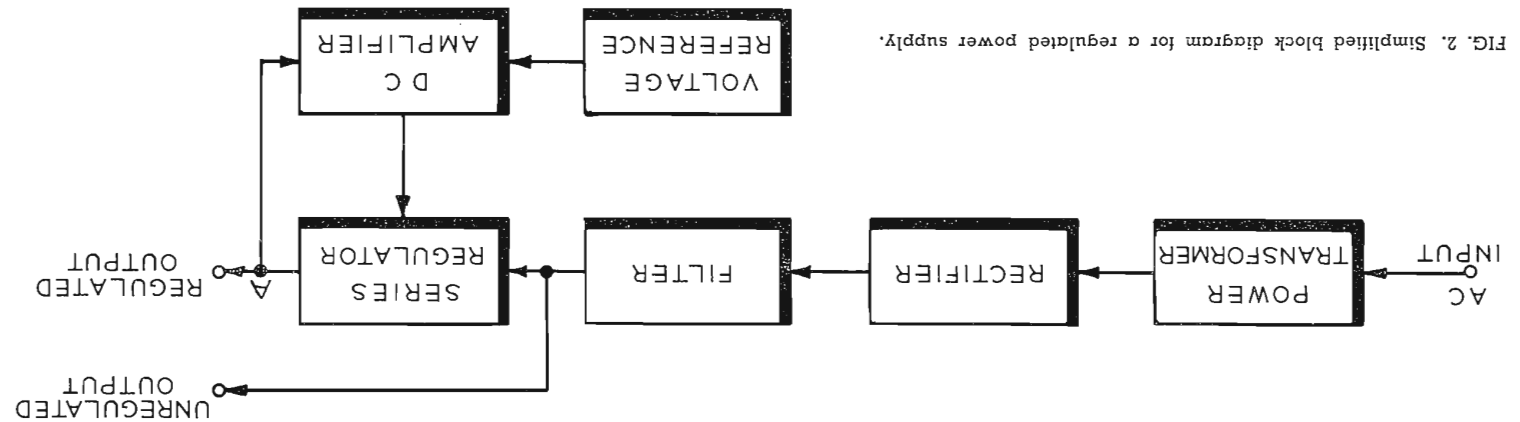 UNREGULATED
OUTPUT
AC
INPUT
POWER
TRANSFORMER
RECTIFIER
FILTER
SERIES
REGULATOR
A
REGULATED
OUTPUT
VOLTAGE
REFERENCE
DC
AMPLIFIER
FIG. 2. Simplified block diagram for a regulated power supply.